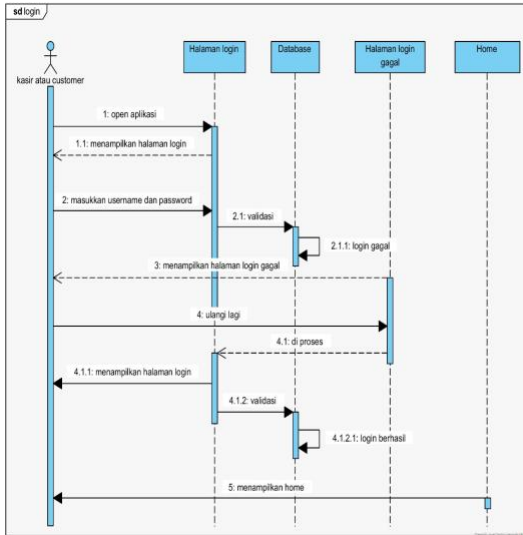 sd login
Halaman login
Database
Halaman login
gagal
Home
kasir atau customer
1: open aplikasi
1.1: menampilkan halaman login
2: masukkan username dan password
2.1: validasi
2.1.1: login gagal
3: menampilkan halaman login gagal
4: ulangi lagi
4.1: di proses
4.1.1: menampilkan halaman login
4.1.2: validasi
4.1.2.1: login berhasil
5: menampilkan home